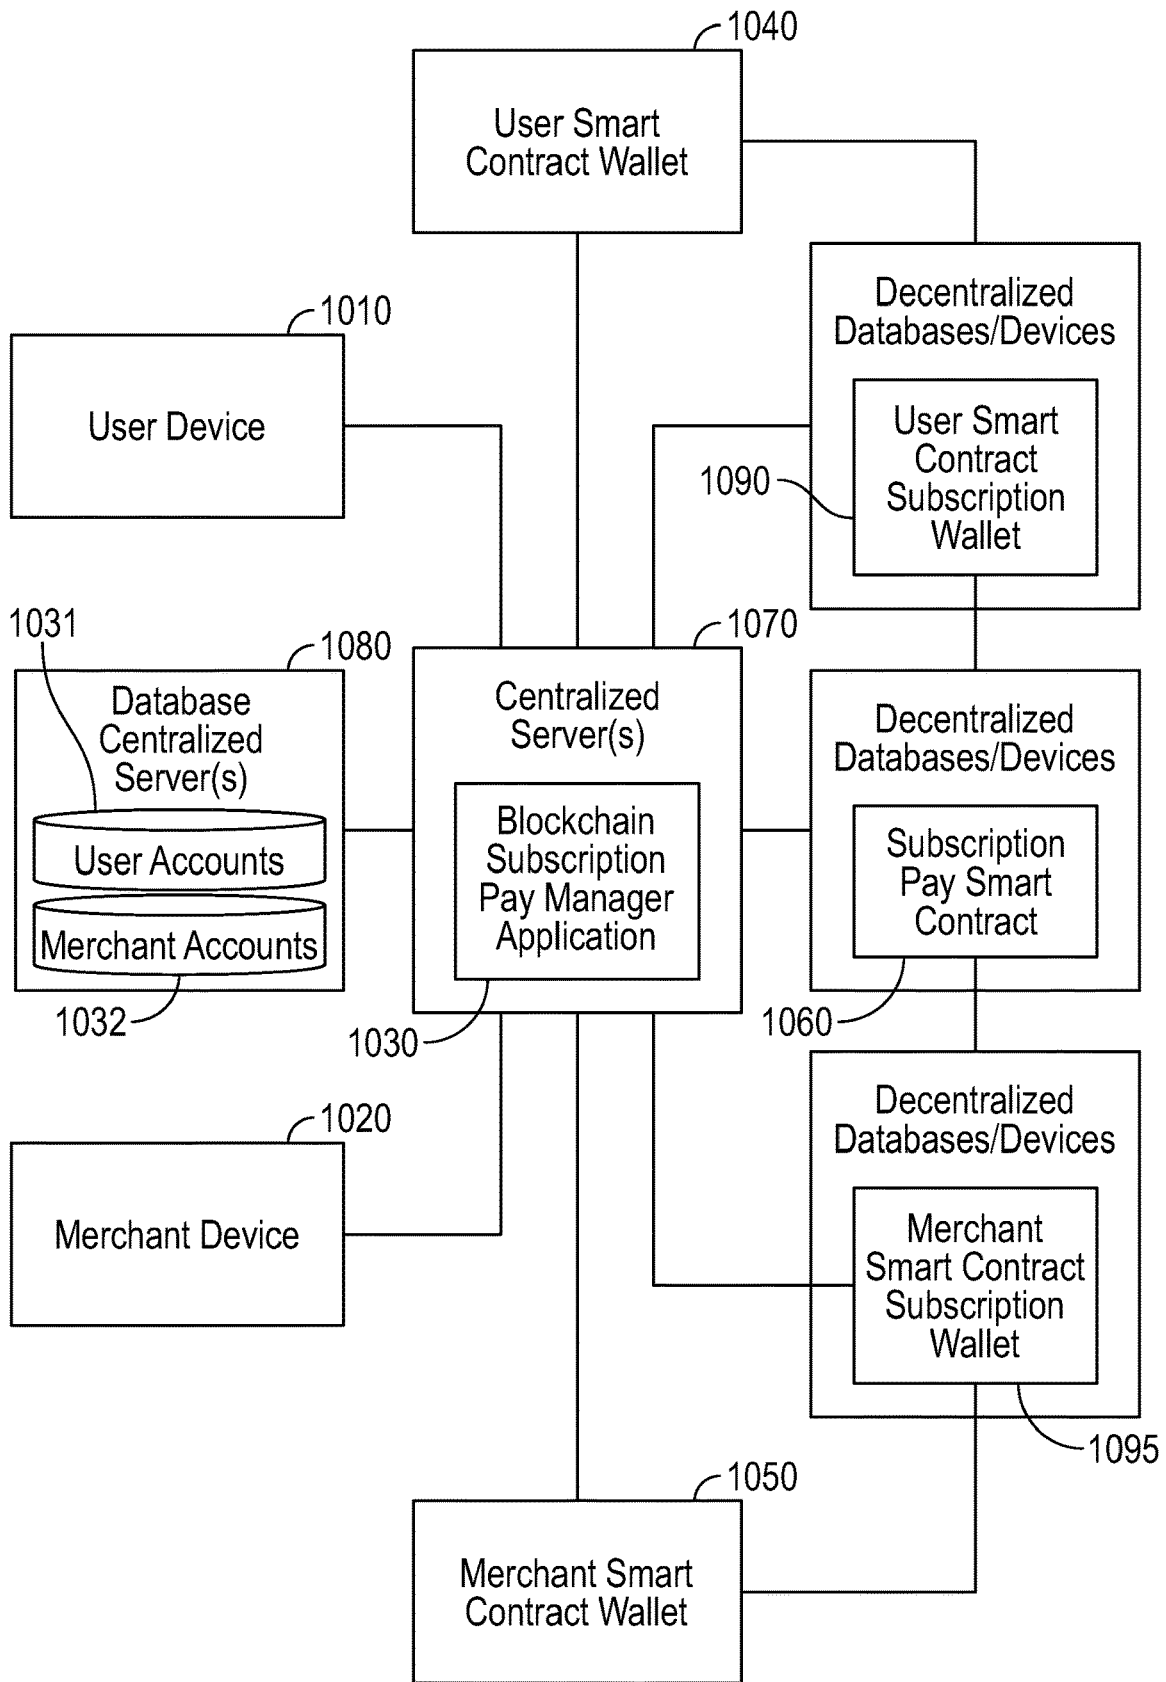 1040
User Smart
Contract Wallet
1010
User Device
Decentralized
Databases/Devices
User Smart
Contract
Subscription
Wallet
1090
1031
1080
Database
Centralized
Server(s)
User Accounts
Merchant Accounts
1032
1070
Centralized
Server(s)
Blockchain
Subscription
Pay Manager
Application
1030
Decentralized
Databases/Devices
Subscription
Pay Smart
Contract
1060
1020
Merchant Device
Decentralized
Databases/Devices
Merchant
Smart Contract
Subscription
Wallet
1095
1050
Merchant Smart
Contract Wallet